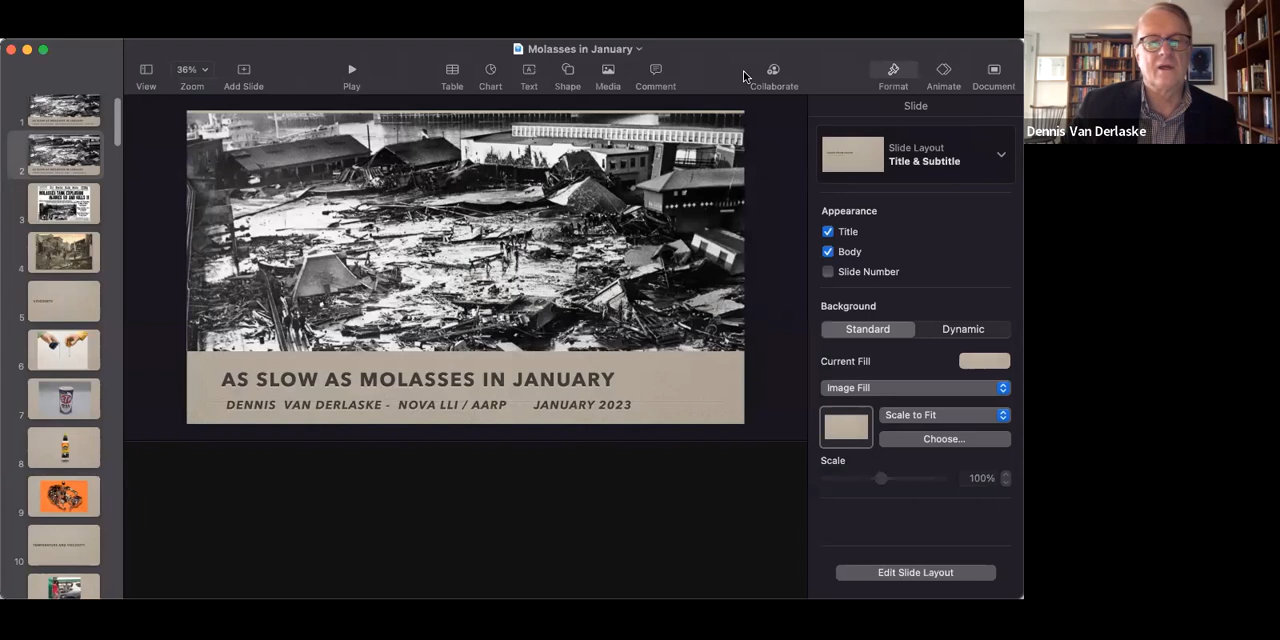 Molasses in January
36%
View
Zoom
Add Slide
Play
Table
Chart
Text
Shape
Media
Comment
Collaborate
Format
Animate
Document
Dennis Van Derlaske
Slide
Slide Layout
Title & Subtitle
Appearance
Title
Body
Slide Number
Background
Standard
Dynamic
Current Fill
Image Fill
Scale to Fit
Choose...
Scale
100%
Edit Slide Layout
AS SLOW AS MOLASSES IN JANUARY
DENNIS VAN DERLASKE - NOVA LLI / AARP JANUARY 2023
1
2
3
4
5
6
7
8
9
10